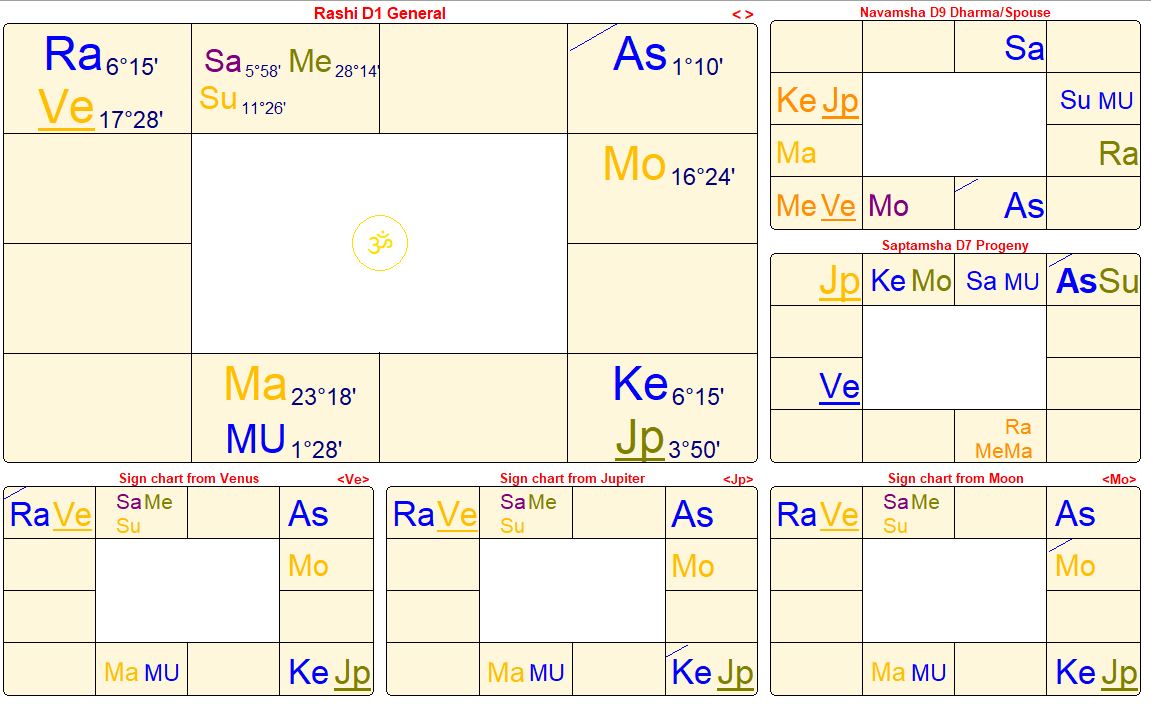 Rashi D1 General < >
Ra 6°15' Sa 5°58' Me 28°14' As 1°10'
Ve 17°28' Su 11°26'
Mo 16°24'
ॐ
Ma 23°18' Ke 6°15'
MU 1°28' Jp 3°50'
Navamsha D9 Dharma/Spouse
Sa
Ke Jp Su MU
Ma Ra
Me Ve Mo As
Saptamsha D7 Progeny
Jp Ke Mo Sa MU As Su
Ve
Ra
Me Ma
Sign chart from Venus <Ve>
Ra Ve Sa Me As
Su
Mo
Ma MU Ke Jp
Sign chart from Jupiter <Jp>
Ra Ve Sa Me As
Su
Mo
Ma MU Ke Jp
Sign chart from Moon <Mo>
Ra Ve Sa Me As
Su
Mo
Ma MU Ke Jp